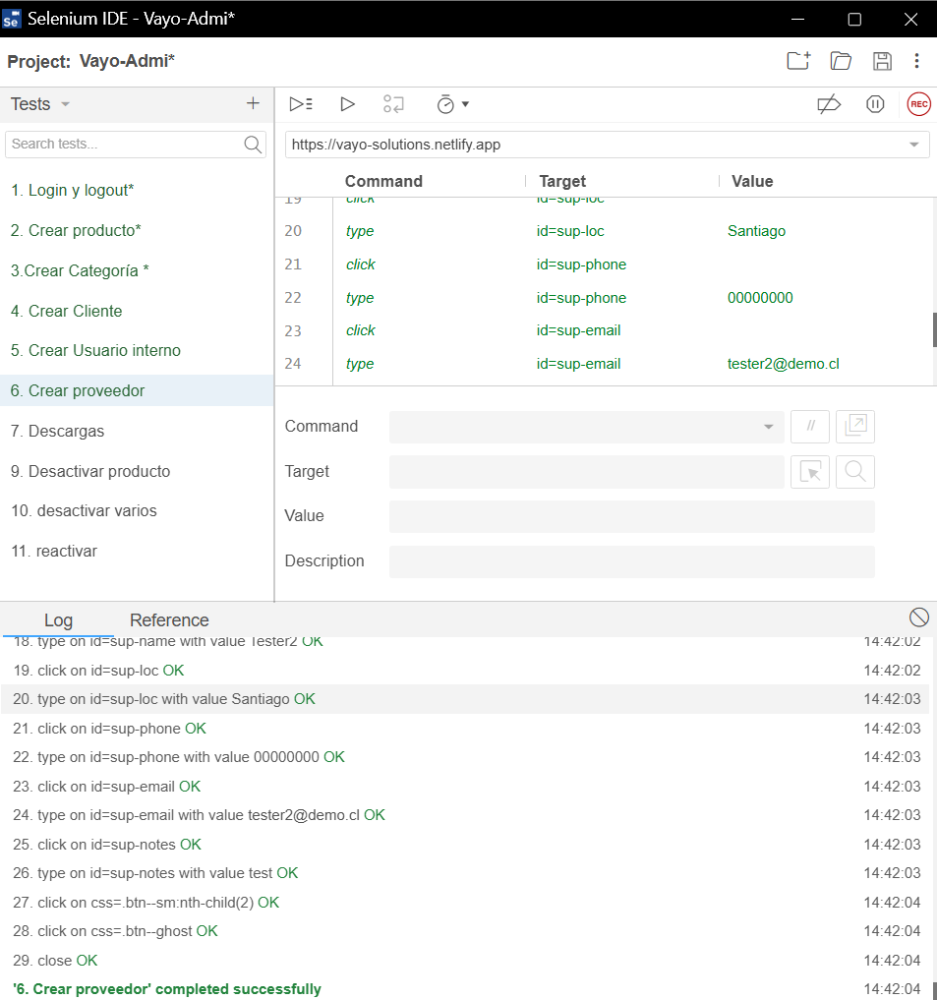 Se Selenium IDE - Vayo-Admi*
Project: Vayo-Admi*
Tests
REC
Search tests...
https://vayo-solutions.netlify.app
Command Target Value
1. Login y logout*
2. Crear producto*
3.Crear Categoría *
4. Crear Cliente
5. Crear Usuario interno
6. Crear proveedor
7. Descargas
9. Desactivar producto
10. desactivar varios
11. reactivar
19 click id=sup-loc
20 type id=sup-loc Santiago
21 click id=sup-phone
22 type id=sup-phone 00000000
23 click id=sup-email
24 type id=sup-email tester2@demo.cl
Command //
Target
Value
Description
Log Reference
18. type on id=sup-name with value Tester2 OK 14:42:02
19. click on id=sup-loc OK 14:42:02
20. type on id=sup-loc with value Santiago OK 14:42:03
21. click on id=sup-phone OK 14:42:03
22. type on id=sup-phone with value 00000000 OK 14:42:03
23. click on id=sup-email OK 14:42:03
24. type on id=sup-email with value tester2@demo.cl OK 14:42:03
25. click on id=sup-notes OK 14:42:03
26. type on id=sup-notes with value test OK 14:42:03
27. click on css=.btn--sm:nth-child(2) OK 14:42:04
28. click on css=.btn--ghost OK 14:42:04
29. close OK 14:42:04
'6. Crear proveedor' completed successfully 14:42:04